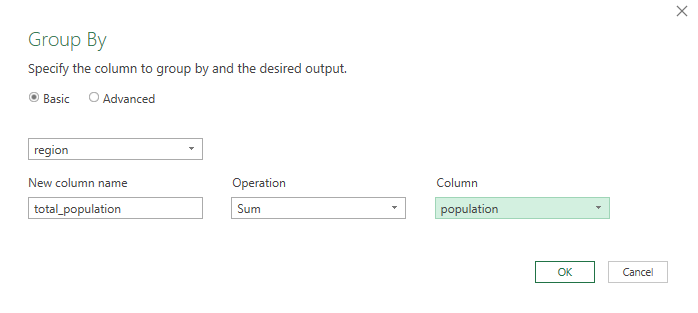 Group By
Specify the column to group by and the desired output.
Basic Advanced
region
New column name Operation Column
total_population Sum population
OK Cancel